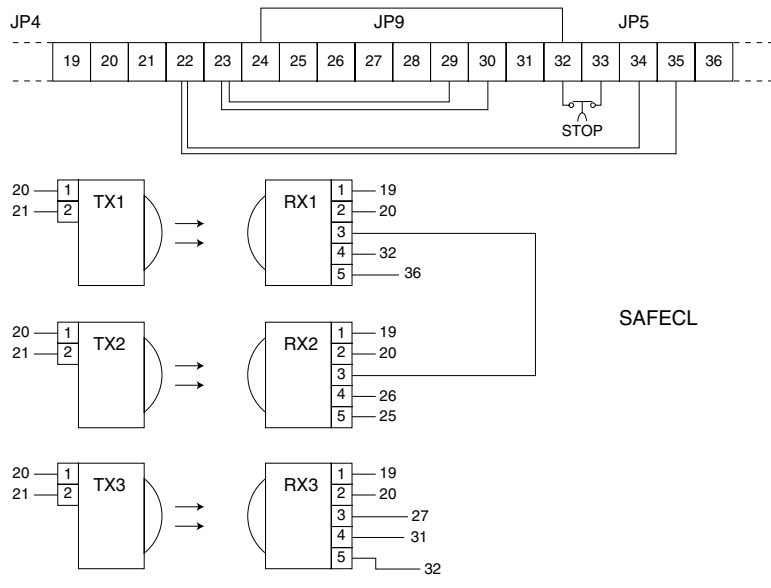 JP4 JP9 JP5
19 20 21 22 23 24 25 26 27 28 29 30 31 32 33 34 35 36
STOP
20 1 TX1 RX1 1 19
21 2 2 20
3
4 32
5 36
SAFECL
20 1 TX2 RX2 1 19
21 2 2 20
3
4 26
5 25
20 1 TX3 RX3 1 19
21 2 2 20
3 27
4 31
5 32